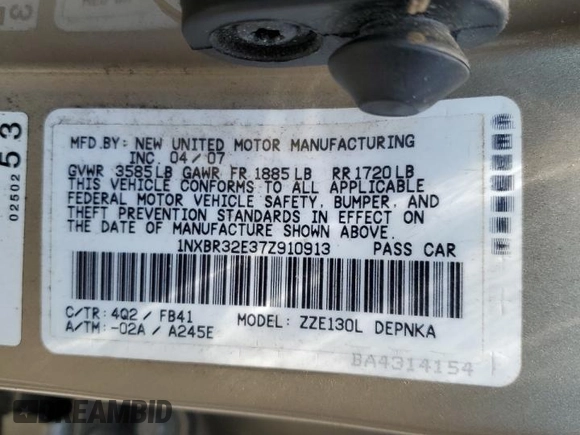 MFD.BY: NEW UNITED MOTOR MANUFACTURING
INC. 04/07
GVWR 3585LB GAWR FR 1885LB RR1720LB
THIS VEHICLE CONFORMS TO ALL APPLICABLE
FEDERAL MOTOR VEHICLE SAFETY, BUMPER, AND
THEFT PREVENTION STANDARDS IN EFFECT ON
THE DATE OF MANUFACTURE SHOWN ABOVE.
1NXBR32E37Z910913 PASS CAR
C/TR: 4Q2 / FB41
A/TM: -02A / A245E
MODEL: ZZE130L DEPNKA
BA4314154
02502
53
DREAMBID